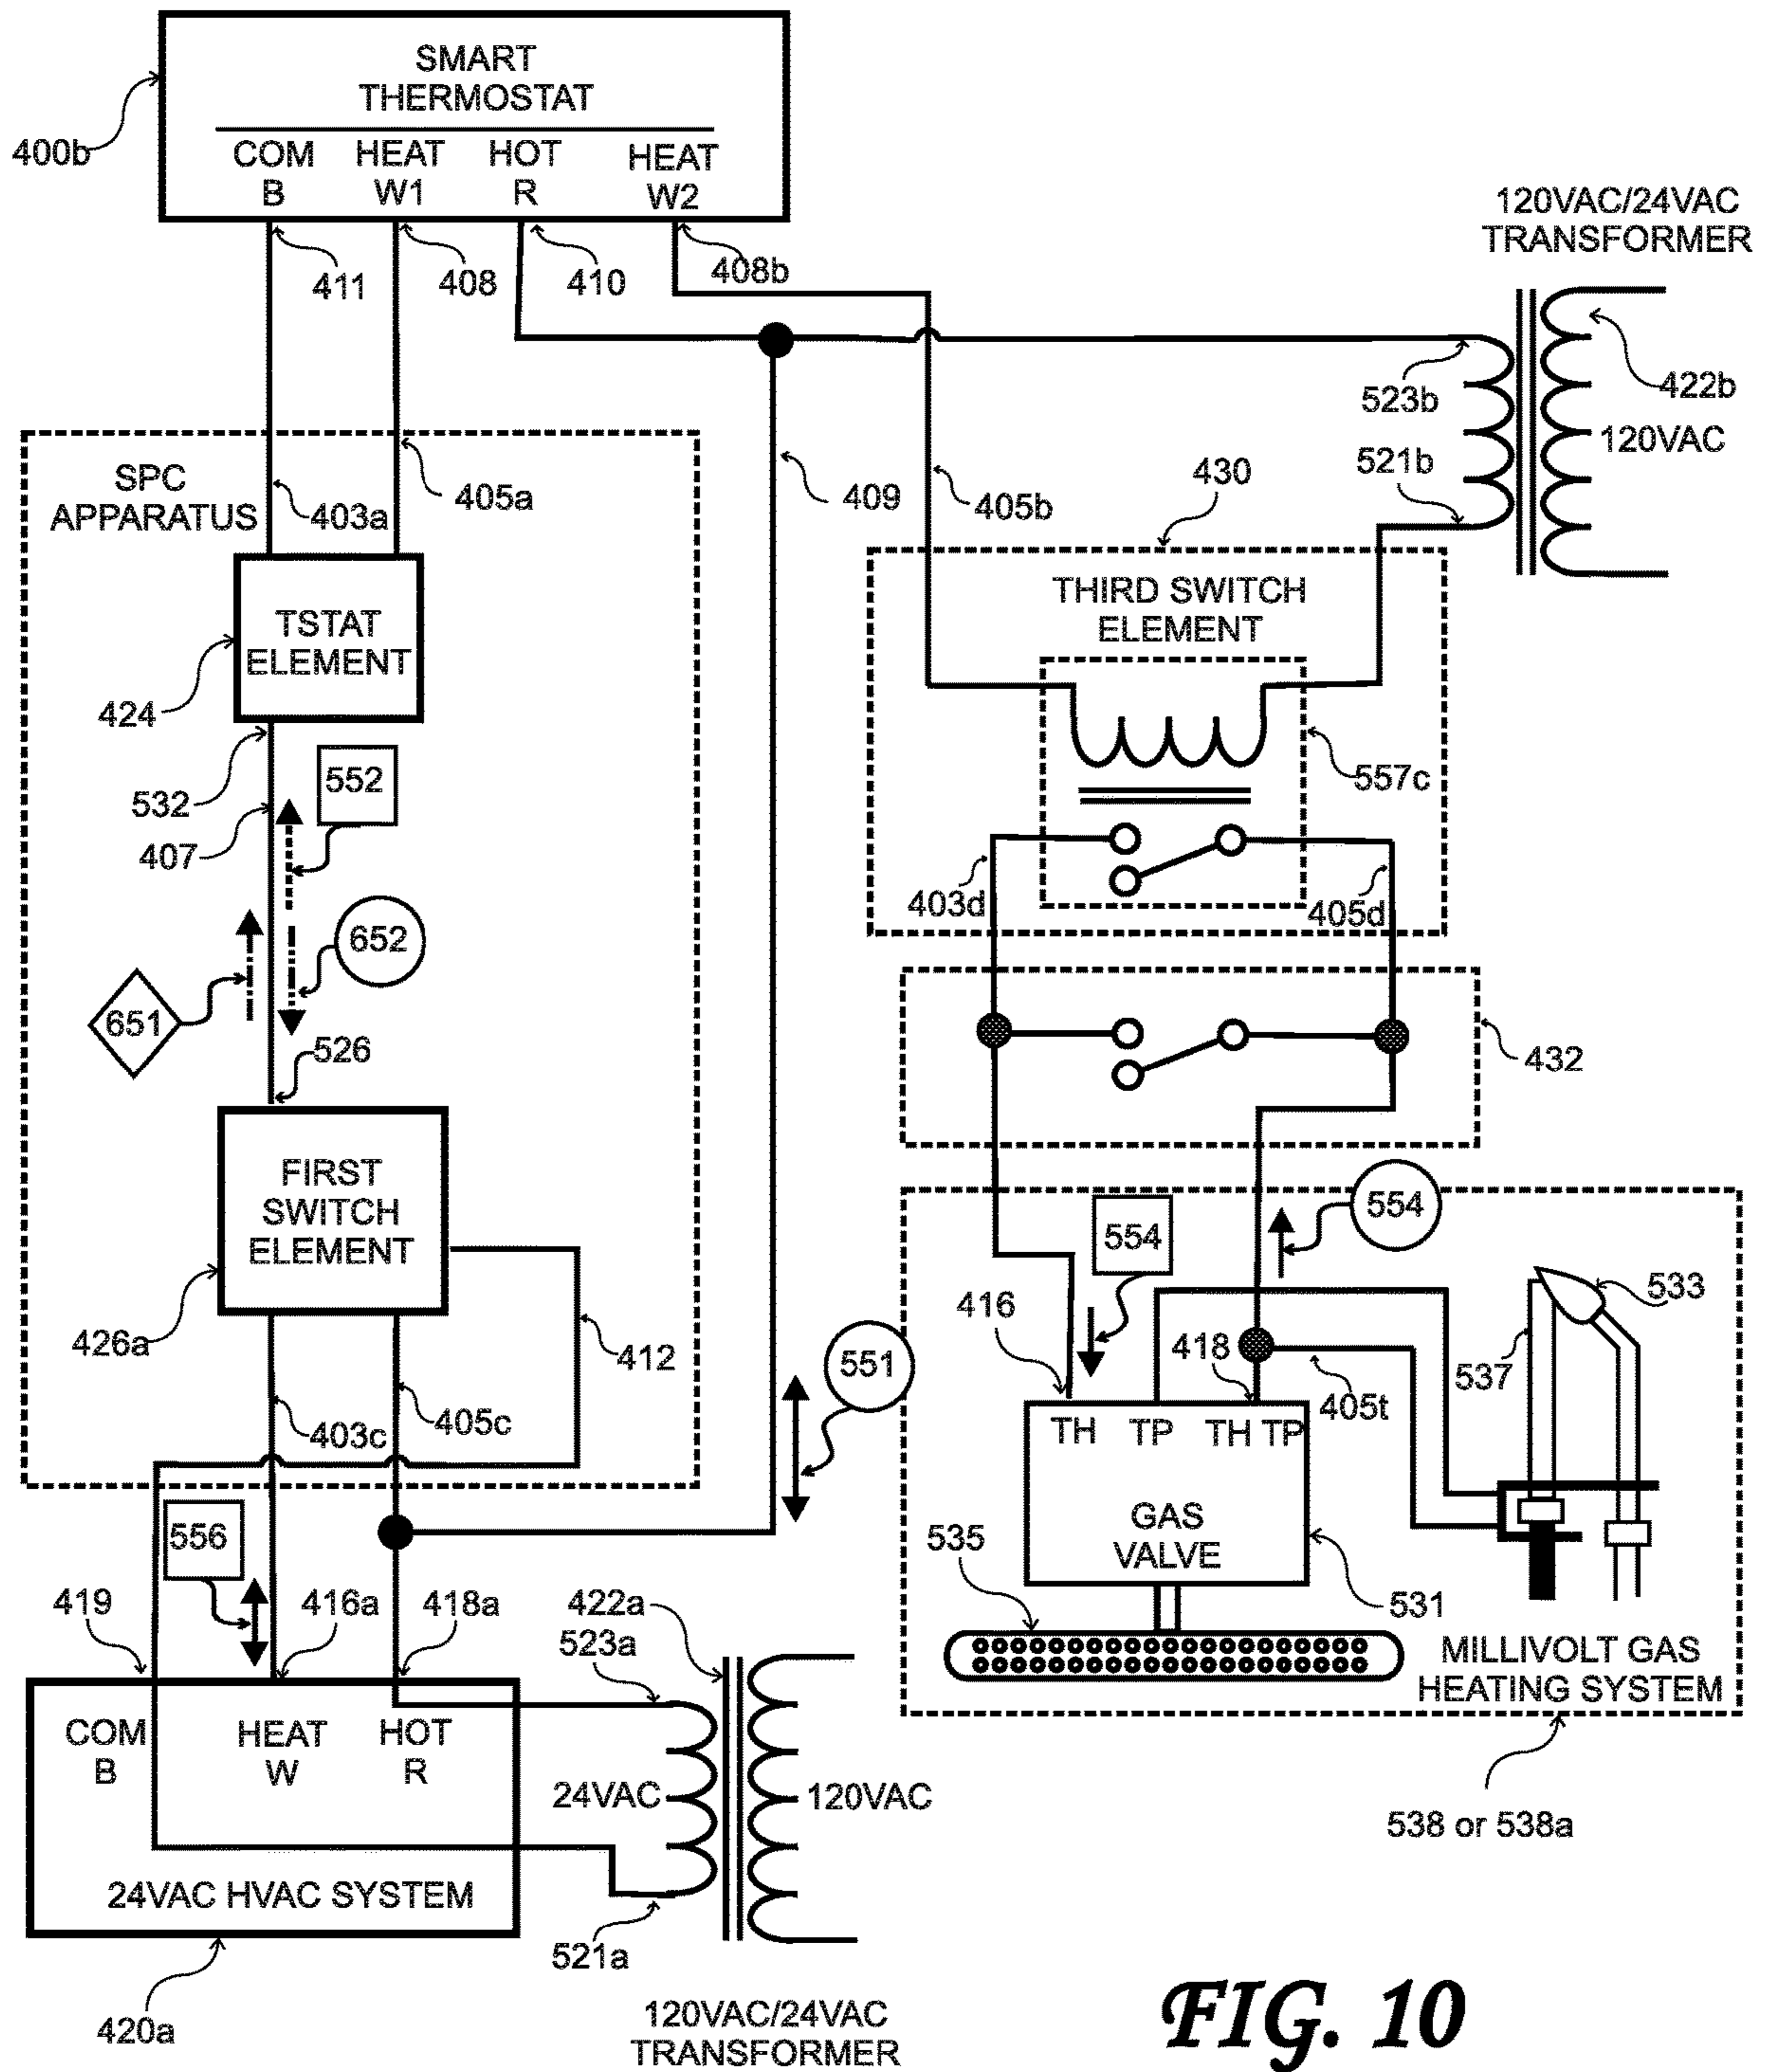 SMART
THERMOSTAT
COM HEAT HOT HEAT
B W1 R W2
400b
411
408
410
408b
120VAC/24VAC
TRANSFORMER
523b
422b
120VAC
521b
SPC
APPARATUS
403a
405a
409
405b
430
THIRD SWITCH
ELEMENT
TSTAT
ELEMENT
424
532
552
407
557c
403d
405d
652
651
526
432
FIRST
SWITCH
ELEMENT
426a
412
554
554
533
416
418
537
551
403c
405c
405t
TH TP TH TP
GAS
VALVE
556
535
531
419
416a
418a
422a
523a
MILLIVOLT GAS
HEATING SYSTEM
COM HEAT HOT
B W R
24VAC
120VAC
538 or 538a
24VAC HVAC SYSTEM
521a
420a
120VAC/24VAC
TRANSFORMER
FIG. 10